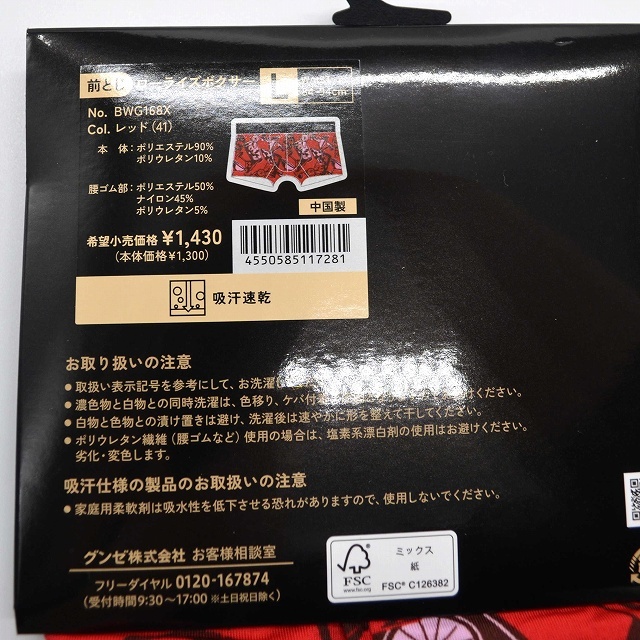 前とじ ローライズボクサー L
No. BWG168X
Col. レッド(41)
本 体:ポリエステル90%
ポリウレタン10%
腰ゴム部:ポリエステル50%
ナイロン45%
ポリウレタン5%
中国製
希望小売価格 ¥1,430
(本体価格¥1,300)
4550585117281
吸汗速乾
お取り扱いの注意
● 取扱い表示記号を参考にして、お洗濯し
● 濃色物と白物との同時洗濯は、色移り、ケバ付 ください。
● 白物と色物との漬け置きは避け、洗濯後は速やかに形を整えて干してください。
● ポリウレタン繊維(腰ゴムなど)使用の場合は、塩素系漂白剤の使用はお避けください。
劣化・変色します。
吸汗仕様の製品のお取扱いの注意
● 家庭用柔軟剤は吸水性を低下させる恐れがありますので、使用しないでください。
グンゼ株式会社 お客様相談室
フリーダイヤル 0120-167874
(受付時間9:30～17:00 ※土日祝日除く)
FSC
www.fsc.org
ミックス
紙
FSC® C126382